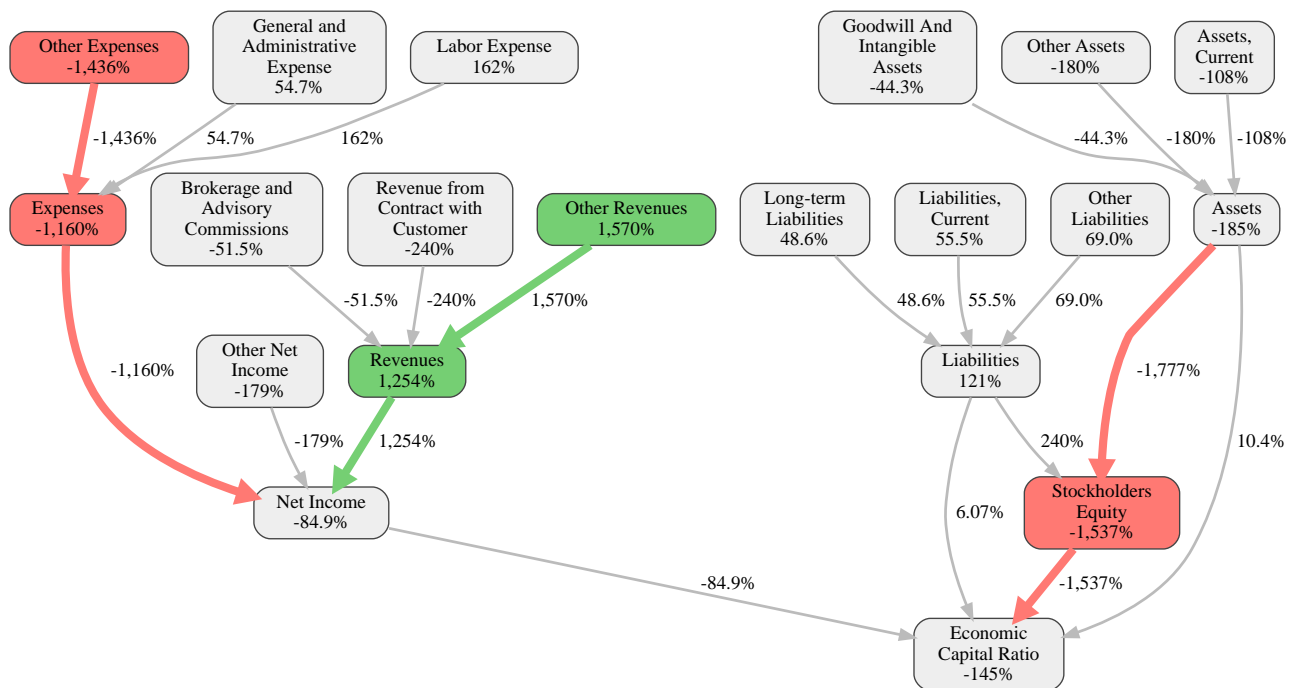 Other Expenses
-1,436%
General and
Administrative
Expense
54.7%
Labor Expense
162%
Goodwill And
Intangible
Assets
-44.3%
Other Assets
-180%
Assets,
Current
-108%
-1,436%
54.7%
162%
-44.3%
-180%
-108%
Expenses
-1,160%
Brokerage and
Advisory
Commissions
-51.5%
Revenue from
Contract with
Customer
-240%
Other Revenues
1,570%
Long-term
Liabilities
48.6%
Liabilities,
Current
55.5%
Other
Liabilities
69.0%
Assets
-185%
-51.5%
-240%
1,570%
48.6%
55.5%
69.0%
-1,160%
Other Net
Income
-179%
Revenues
1,254%
Liabilities
121%
-1,777%
-179%
1,254%
240%
10.4%
Net Income
-84.9%
6.07%
Stockholders
Equity
-1,537%
-84.9%
-1,537%
Economic
Capital Ratio
-145%